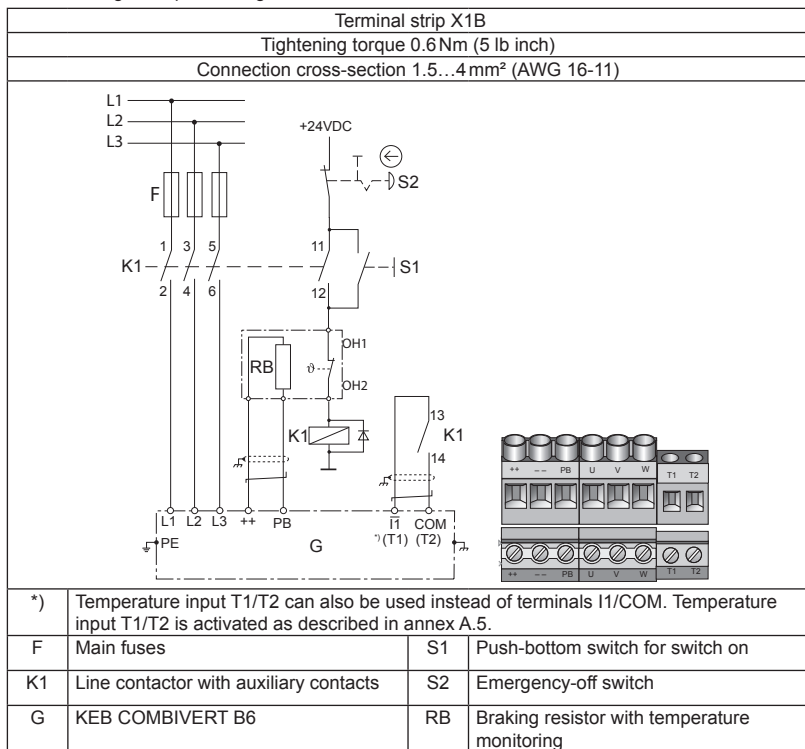 Terminal strip X1B
Tightening torque 0.6 Nm (5 lb inch)
Connection cross-section 1.5…4 mm² (AWG 16-11)
L1
L2
L3
+24VDC
S2
F
1 3 5
K1
2 4 6
11
12
S1
RB
OH1
ϑ
OH2
K1
13
K1
14
L1 L2 L3 ++ PB
I1 COM
*) (T1) (T2)
PE
G
++ -- PB U V W T1 T2
++ -- PB U V W T1 T2
*) Temperature input T1/T2 can also be used instead of terminals I1/COM. Temperature
input T1/T2 is activated as described in annex A.5.
F Main fuses S1 Push-bottom switch for switch on
K1 Line contactor with auxiliary contacts S2 Emergency-off switch
G KEB COMBIVERT B6 RB Braking resistor with temperature
monitoring